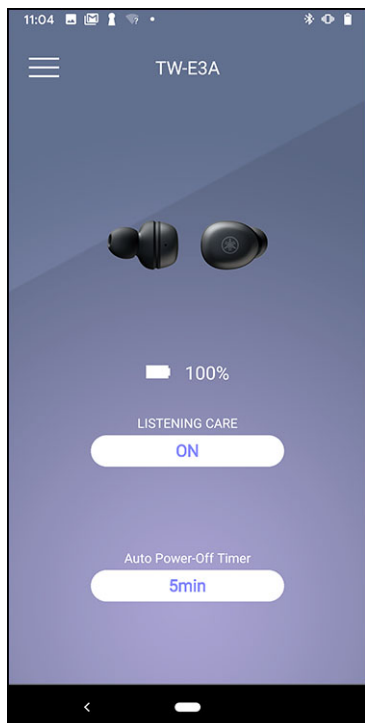 11:04
TW-E3A
100%
LISTENING CARE
ON
Auto Power-Off Timer
5min